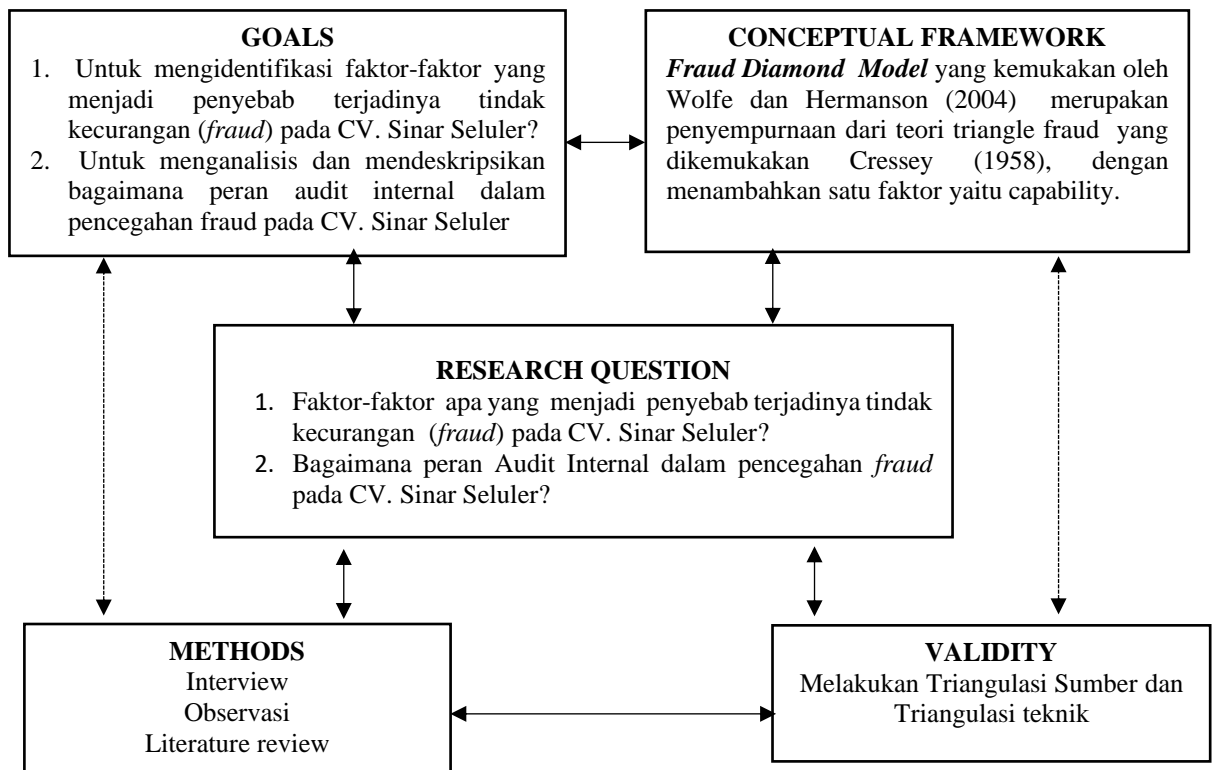 GOALS
1. Untuk mengidentifikasi faktor-faktor yang
menjadi penyebab terjadinya tindak
kecurangan (fraud) pada CV. Sinar Seluler?
2. Untuk menganalisis dan mendeskripsikan
bagaimana peran audit internal dalam
pencegahan fraud pada CV. Sinar Seluler
CONCEPTUAL FRAMEWORK
Fraud Diamond Model yang kemukakan oleh
Wolfe dan Hermanson (2004) merupakan
penyempurnaan dari teori triangle fraud yang
dikemukakan Cressey (1958), dengan
menambahkan satu faktor yaitu capability.
RESEARCH QUESTION
1. Faktor-faktor apa yang menjadi penyebab terjadinya tindak
kecurangan (fraud) pada CV. Sinar Seluler?
2. Bagaimana peran Audit Internal dalam pencegahan fraud
pada CV. Sinar Seluler?
METHODS
Interview
Observasi
Literature review
VALIDITY
Melakukan Triangulasi Sumber dan
Triangulasi teknik